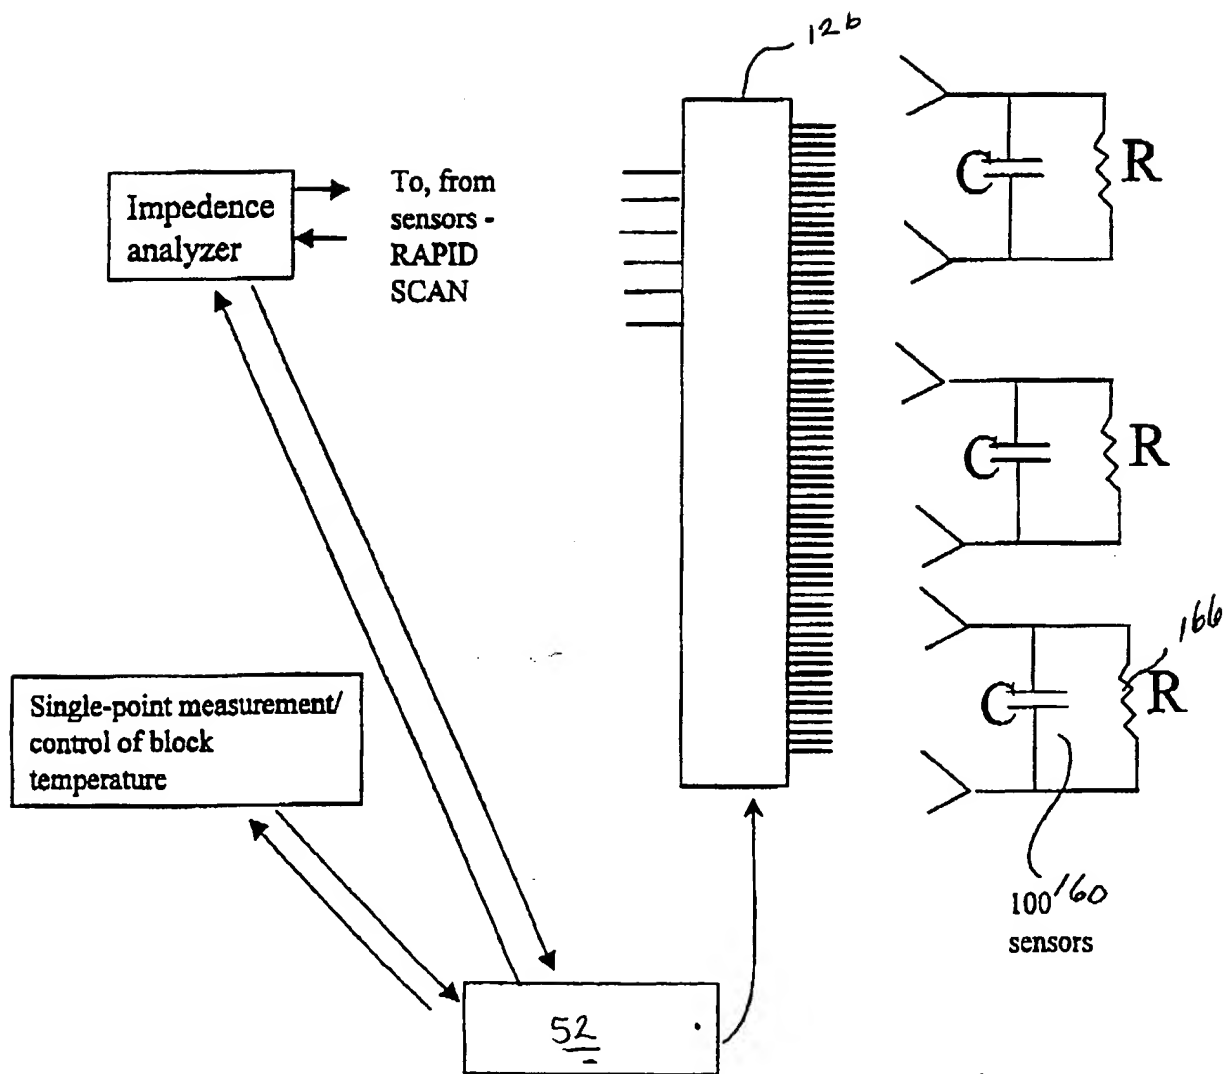 126
Impedence
analyzer
To, from
sensors -
RAPID
SCAN
C
R
C
R
166
C
R
Single-point measurement/
control of block
temperature
100 160
sensors
52